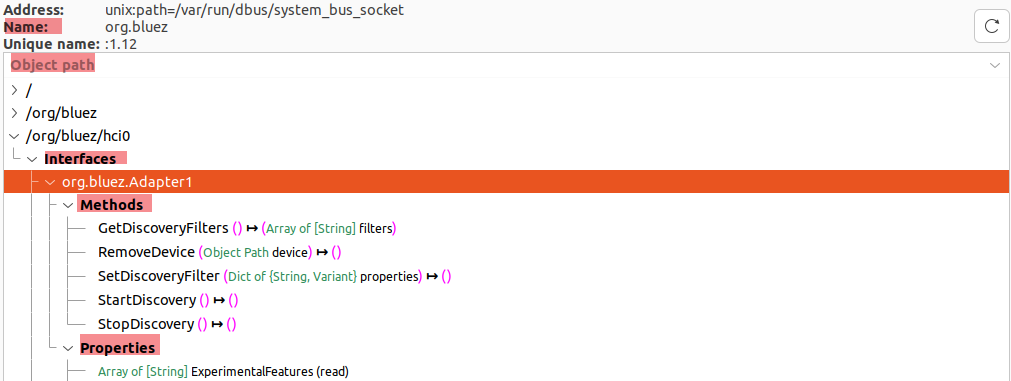 Address: unix:path=/var/run/dbus/system_bus_socket
Name: org.bluez
Unique name: :1.12
Object path
/
/org/bluez
/org/bluez/hci0
Interfaces
org.bluez.Adapter1
Methods
GetDiscoveryFilters () ↦ (Array of [String] filters)
RemoveDevice (Object Path device) ↦ ()
SetDiscoveryFilter (Dict of {String, Variant} properties) ↦ ()
StartDiscovery () ↦ ()
StopDiscovery () ↦ ()
Properties
Array of [String] ExperimentalFeatures (read)